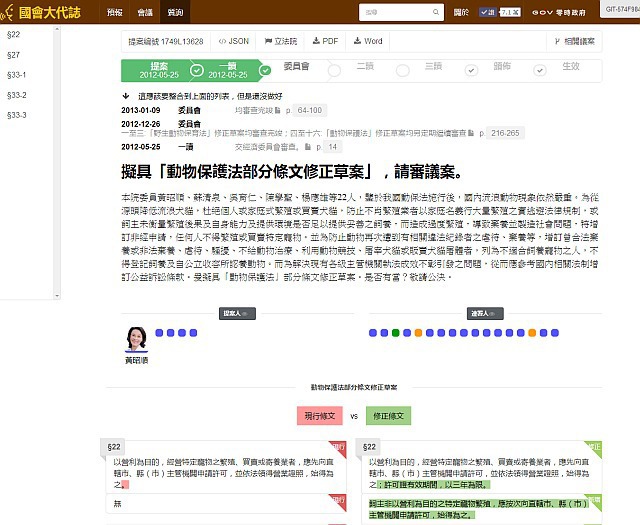 國會大代誌
預報
會議
質詢
關於
讚
7.1 萬
G0V 零時政府
§22
§27
§33-1
§33-2
§33-3
提案編號 1749L13628
JSON
立法院
PDF
Word
相關議案
提案
2012-05-25
一讀
2012-05-25
委員會
二讀
三讀
頒佈
生效
這應該要整合到上面的列表，但是還沒做好
2013-01-09 委員會 均審查完竣 p. 64-100
2012-12-26 委員會
一至三「野生動物保育法」修正草案均審查完竣；四至十六「動物保護法」修正草案均另定期繼續審查 p. 216-265
2012-05-25 一讀 交經濟委員會審查。 p. 14
擬具「動物保護法部分條文修正草案」，請審議案。
本院委員黃昭順、蘇清泉、吳育仁、陳學聖、楊應雄等22人，鑒於我國動保法施行後，國內流浪動物現象依然嚴重。為從
源頭降低流浪犬貓，杜絕個人或家庭式繁殖或買賣犬貓，防止不肖繁殖業者以家庭名義行大量繁殖之實逃避法律規制，或
飼主未衡量繁殖後果及自身能力及提供環境是否足以提供妥善之飼養，而造成過度繁殖，導致棄養並製造社會問題，特增
訂非經申請，任何人不得繁殖或買賣特定寵物。並為防止動物再次遭到有相關違法紀錄者之虐待、棄養等，增訂曾合法棄
養或非法棄養、虐待、騷擾、不給動物治療、利用動物競技、屠宰犬貓或販賣犬貓屠體者，列為不適合飼養寵物之人，不
得登記飼養及自公立收容所認養動物。而為解決現有各級主管機關執法成效不彰引發之問題，從而應參考國內相關法制增
訂公益訴訟條款。爰擬具「動物保護法」部分條文修正草案。是否有當？敬請公決。
提案人
連署人
黃昭順
動物保護法部分條文修正草案
現行條文 vs 修正條文
§22
現行
以營利為目的，經營特定寵物之繁殖、買賣或寄養業者，應先向直
轄市、縣（市）主管機關申請許可，並依法領得營業證照，始得為
之。
無
現行
§22
修正
以營利為目的，經營特定寵物之繁殖、買賣或寄養業者，應先向直
轄市、縣（市）主管機關申請許可，並依法領得營業證照，始得為
之；許可證有效期間，以三年為限。
飼主非以營利為目的之特定寵物繁殖，應按次向直轄市、縣（市）
主管機關申請許可，始得為之。